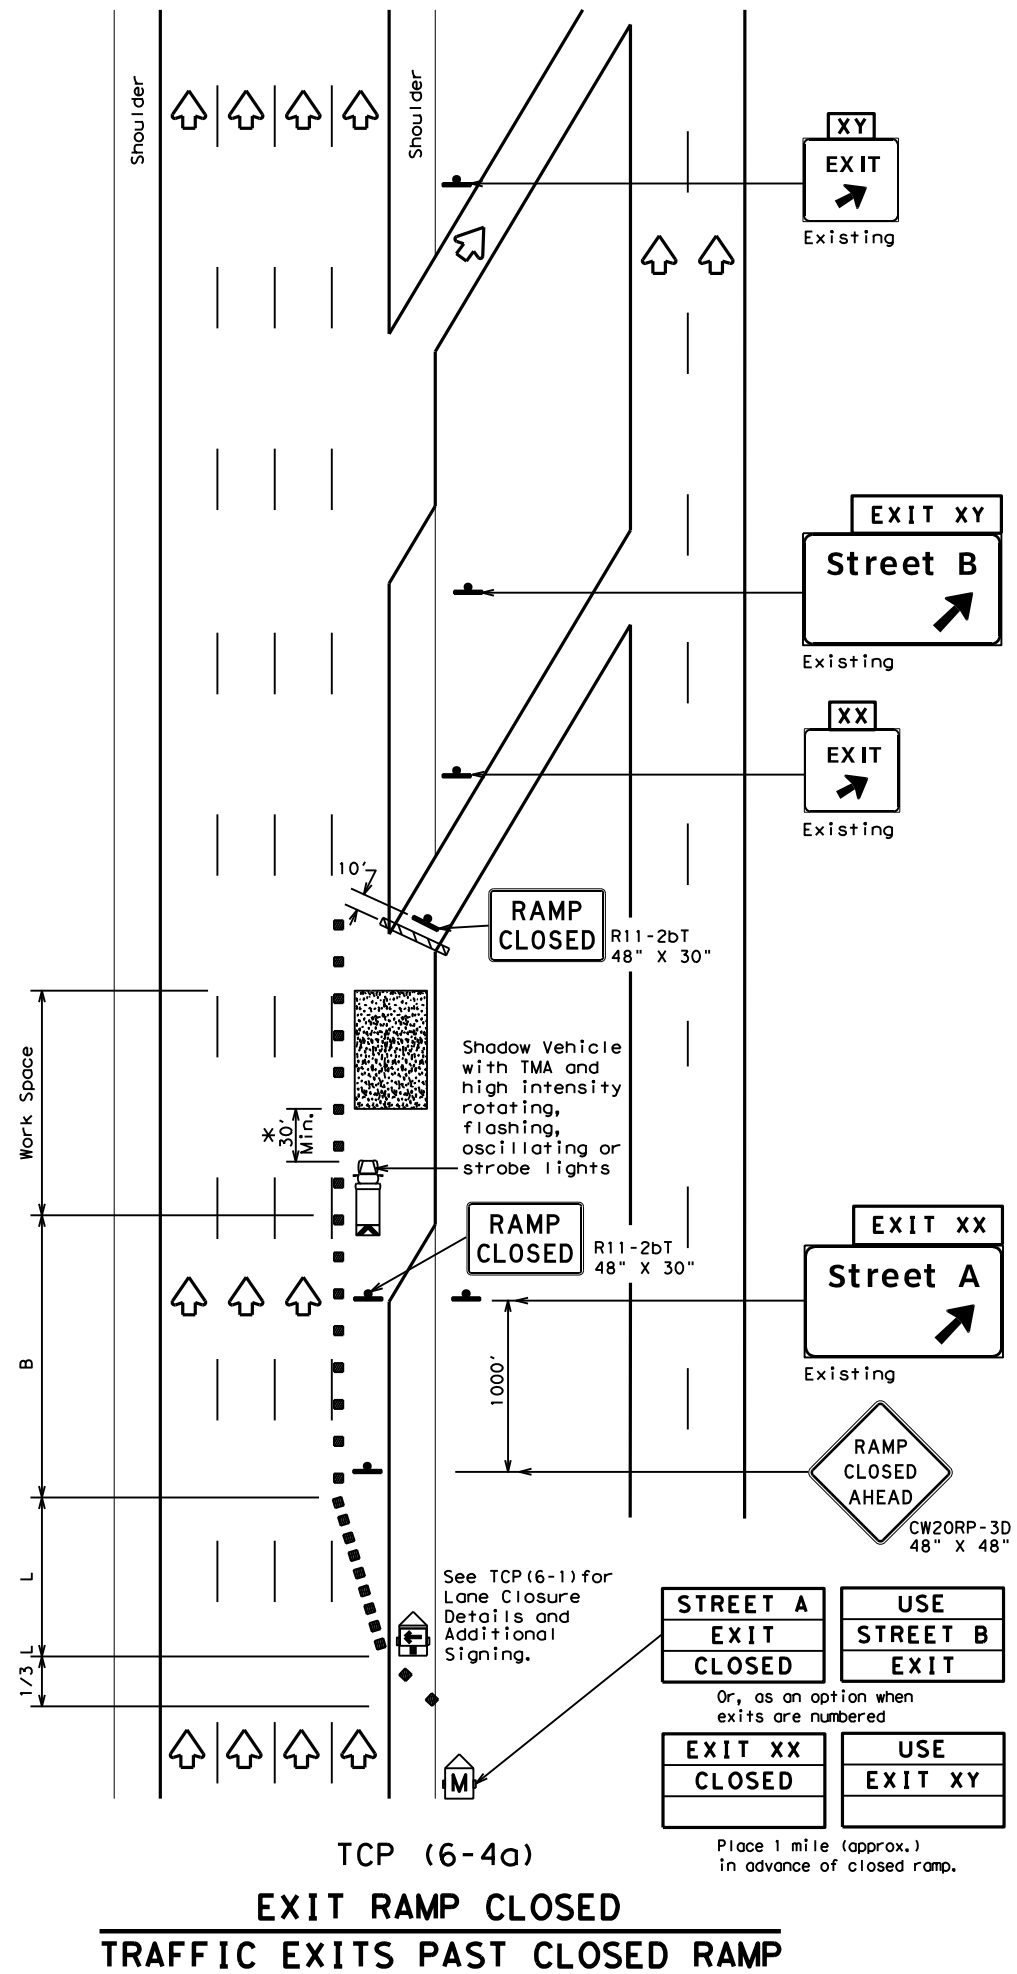 Shoulder
Shoulder
XY
EXIT
Existing
EXIT XY
Street B
Existing
XX
EXIT
Existing
10'
RAMP
CLOSED
R11-2bT
48" X 30"
Work Space
*
30'
Min.
Shadow Vehicle
with TMA and
high intensity
rotating,
flashing,
oscillating or
strobe lights
RAMP
CLOSED
R11-2bT
48" X 30"
EXIT XX
Street A
Existing
B
1000'
RAMP
CLOSED
AHEAD
CW20RP-3D
48" X 48"
L
1/3 L
See TCP(6-1)for
Lane Closure
Details and
Additional
Signing.
STREET A
EXIT
CLOSED
USE
STREET B
EXIT
Or, as an option when
exits are numbered
EXIT XX
CLOSED
USE
EXIT XY
M
Place 1 mile (approx.)
in advance of closed ramp.
TCP (6-4a)
EXIT RAMP CLOSED
TRAFFIC EXITS PAST CLOSED RAMP